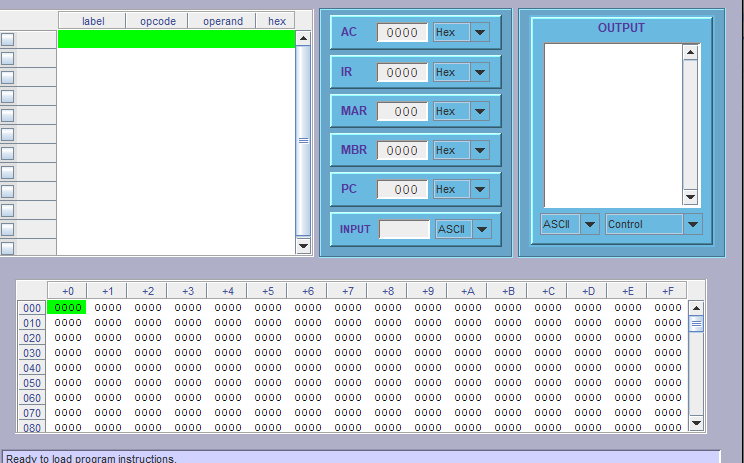 label opcode operand hex
AC 0000 Hex
IR 0000 Hex
MAR 000 Hex
MBR 0000 Hex
PC 000 Hex
INPUT ASCII
OUTPUT
ASCII Control
+0 +1 +2 +3 +4 +5 +6 +7 +8 +9 +A +B +C +D +E +F
000 0000 0000 0000 0000 0000 0000 0000 0000 0000 0000 0000 0000 0000 0000 0000 0000
010 0000 0000 0000 0000 0000 0000 0000 0000 0000 0000 0000 0000 0000 0000 0000 0000
020 0000 0000 0000 0000 0000 0000 0000 0000 0000 0000 0000 0000 0000 0000 0000 0000
030 0000 0000 0000 0000 0000 0000 0000 0000 0000 0000 0000 0000 0000 0000 0000 0000
040 0000 0000 0000 0000 0000 0000 0000 0000 0000 0000 0000 0000 0000 0000 0000 0000
050 0000 0000 0000 0000 0000 0000 0000 0000 0000 0000 0000 0000 0000 0000 0000 0000
060 0000 0000 0000 0000 0000 0000 0000 0000 0000 0000 0000 0000 0000 0000 0000 0000
070 0000 0000 0000 0000 0000 0000 0000 0000 0000 0000 0000 0000 0000 0000 0000 0000
080 0000 0000 0000 0000 0000 0000 0000 0000 0000 0000 0000 0000 0000 0000 0000 0000
Ready to load program instructions.